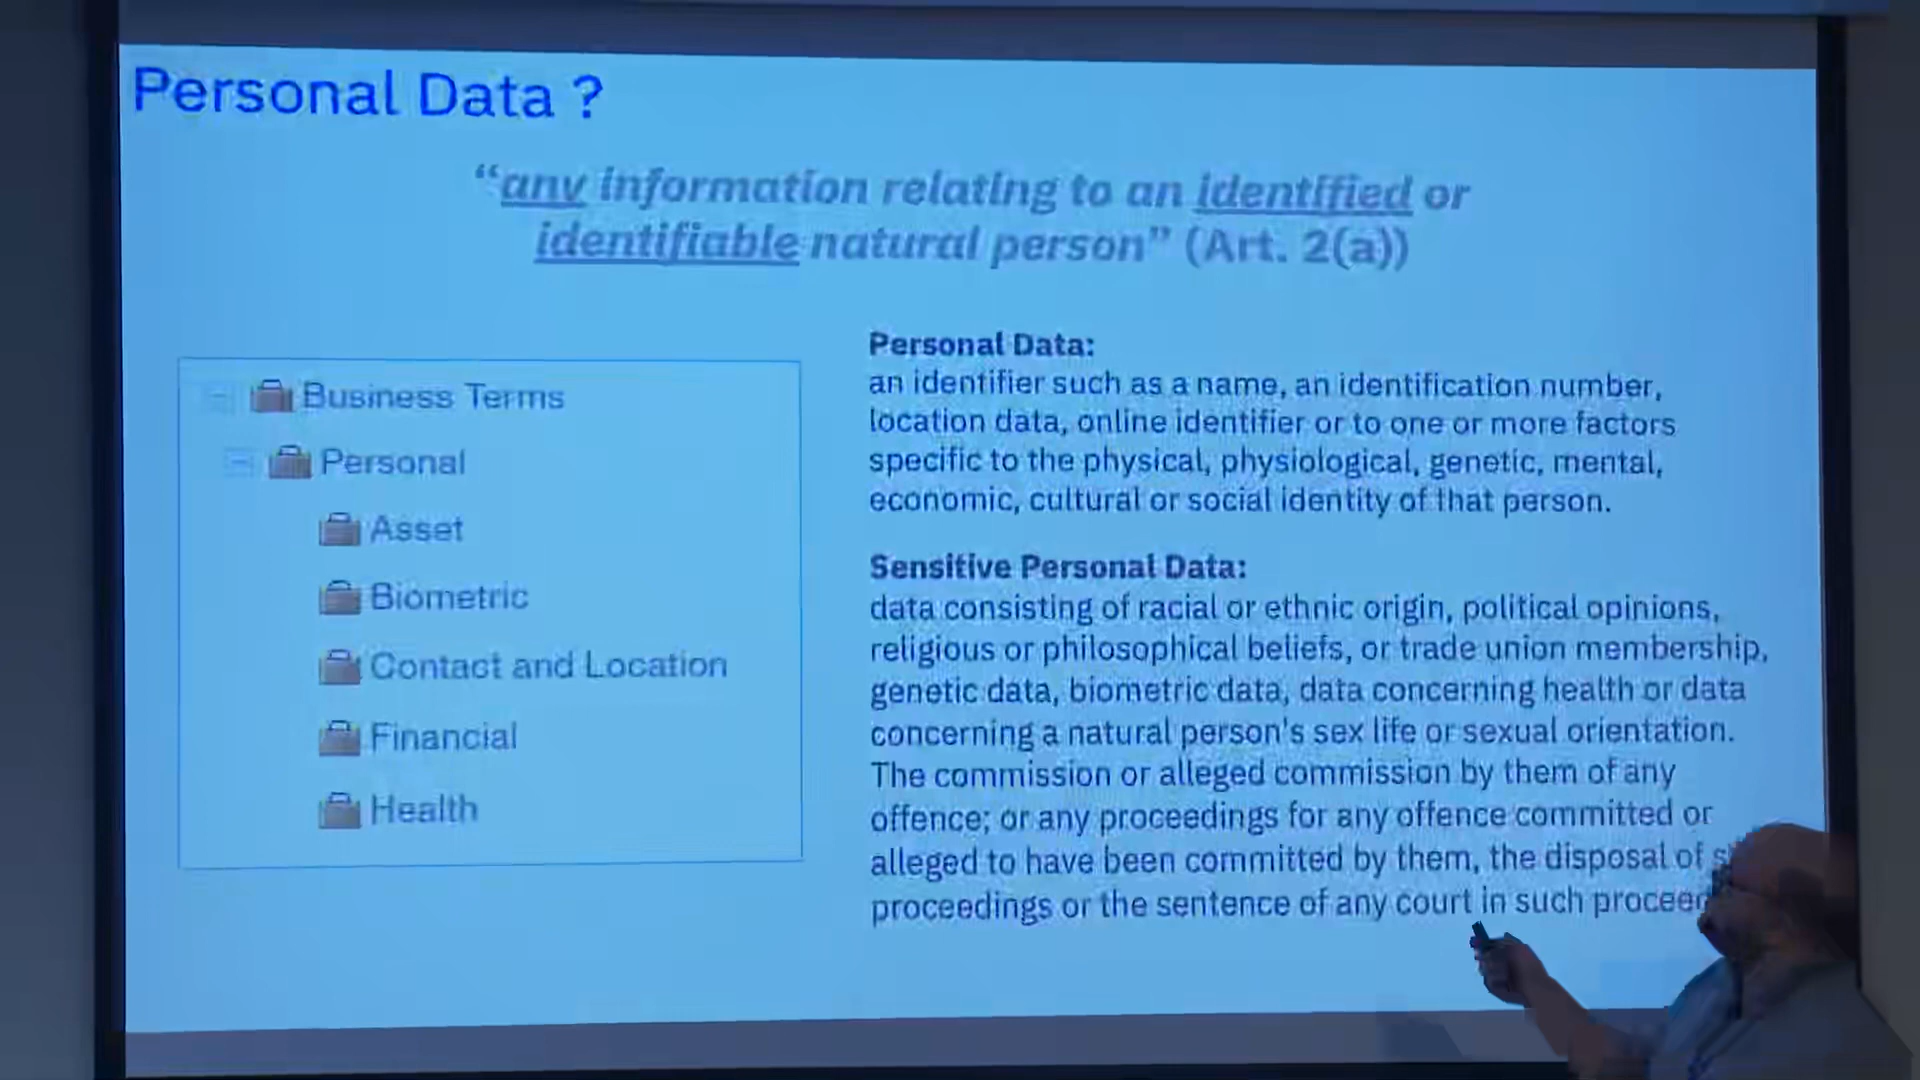 Personal Data ?
“any information relating to an identified or
identifiable natural person” (Art. 2(a))
Business Terms
Personal
Asset
Biometric
Contact and Location
Financial
Health
Personal Data:
an identifier such as a name, an identification number,
location data, online identifier or to one or more factors
specific to the physical, physiological, genetic, mental,
economic, cultural or social identity of that person.
Sensitive Personal Data:
data consisting of racial or ethnic origin, political opinions,
religious or philosophical beliefs, or trade union membership,
genetic data, biometric data, data concerning health or data
concerning a natural person's sex life or sexual orientation.
The commission or alleged commission by them of any
offence; or any proceedings for any offence committed or
alleged to have been committed by them, the disposal of
proceedings or the sentence of any court in such